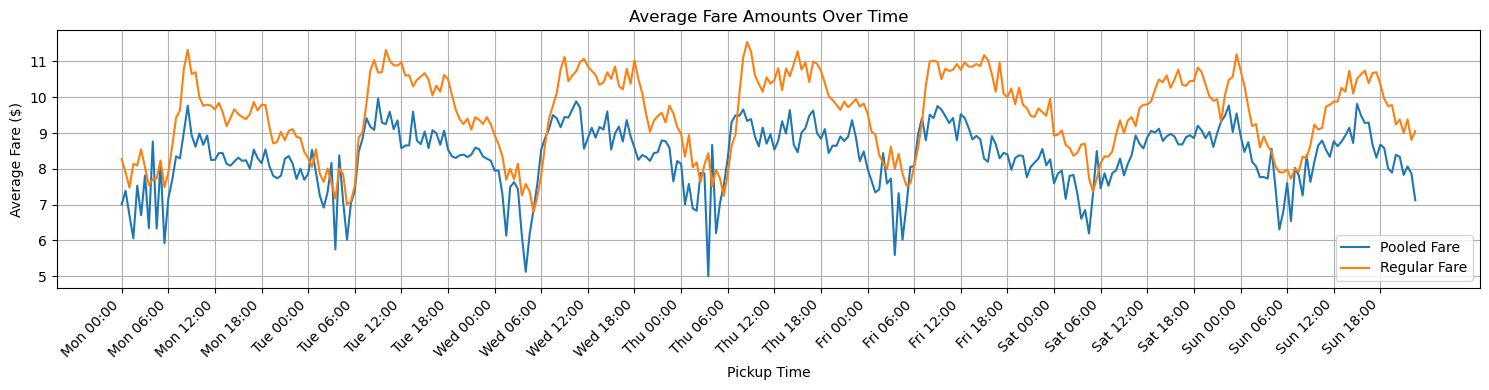 Average Fare Amounts Over Time
Average Fare ($)
11
10
9
8
7
6
5
Pooled Fare
Regular Fare
Mon 00:00
Mon 06:00
Mon 12:00
Mon 18:00
Tue 00:00
Tue 06:00
Tue 12:00
Tue 18:00
Wed 00:00
Wed 06:00
Wed 12:00
Wed 18:00
Thu 00:00
Thu 06:00
Thu 12:00
Thu 18:00
Fri 00:00
Fri 06:00
Fri 12:00
Fri 18:00
Sat 00:00
Sat 06:00
Sat 12:00
Sat 18:00
Sun 00:00
Sun 06:00
Sun 12:00
Sun 18:00
Pickup Time